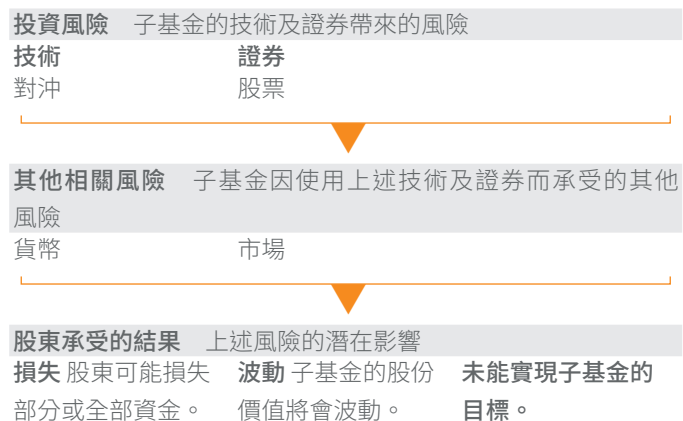 投資風險 子基金的技術及證券帶來的風險
技術 證券
對沖 股票
其他相關風險 子基金因使用上述技術及證券而承受的其他
風險
貨幣 市場
股東承受的結果 上述風險的潛在影響
損失 股東可能損失 波動 子基金的股份 未能實現子基金的
部分或全部資金。 價值將會波動。 目標。